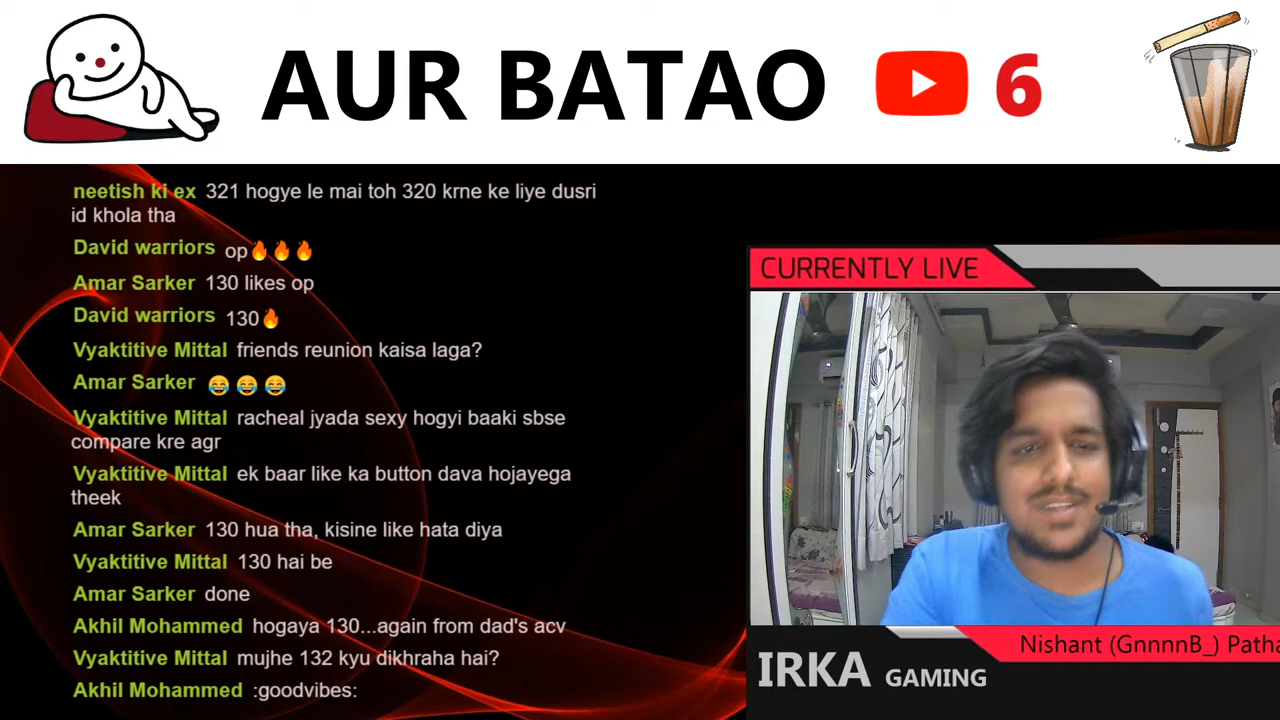 AUR BATAO 6
neetish ki ex 321 hogye le mai toh 320 krne ke liye dusri
id khola tha
David warriors op🔥🔥🔥
Amar Sarker 130 likes op
David warriors 130🔥
Vyaktitive Mittal friends reunion kaisa laga?
Amar Sarker 😂😂😂
Vyaktitive Mittal racheal jyada sexy hogyi baaki sbse
compare kre agr
Vyaktitive Mittal ek baar like ka button dava hojayega
theek
Amar Sarker 130 hua tha, kisine like hata diya
Vyaktitive Mittal 130 hai be
Amar Sarker done
Akhil Mohammed hogaya 130...again from dad's acv
Vyaktitive Mittal mujhe 132 kyu dikhraha hai?
Akhil Mohammed :goodvibes:
CURRENTLY LIVE
Nishant (GnnnnB_) Patha
IRKA GAMING